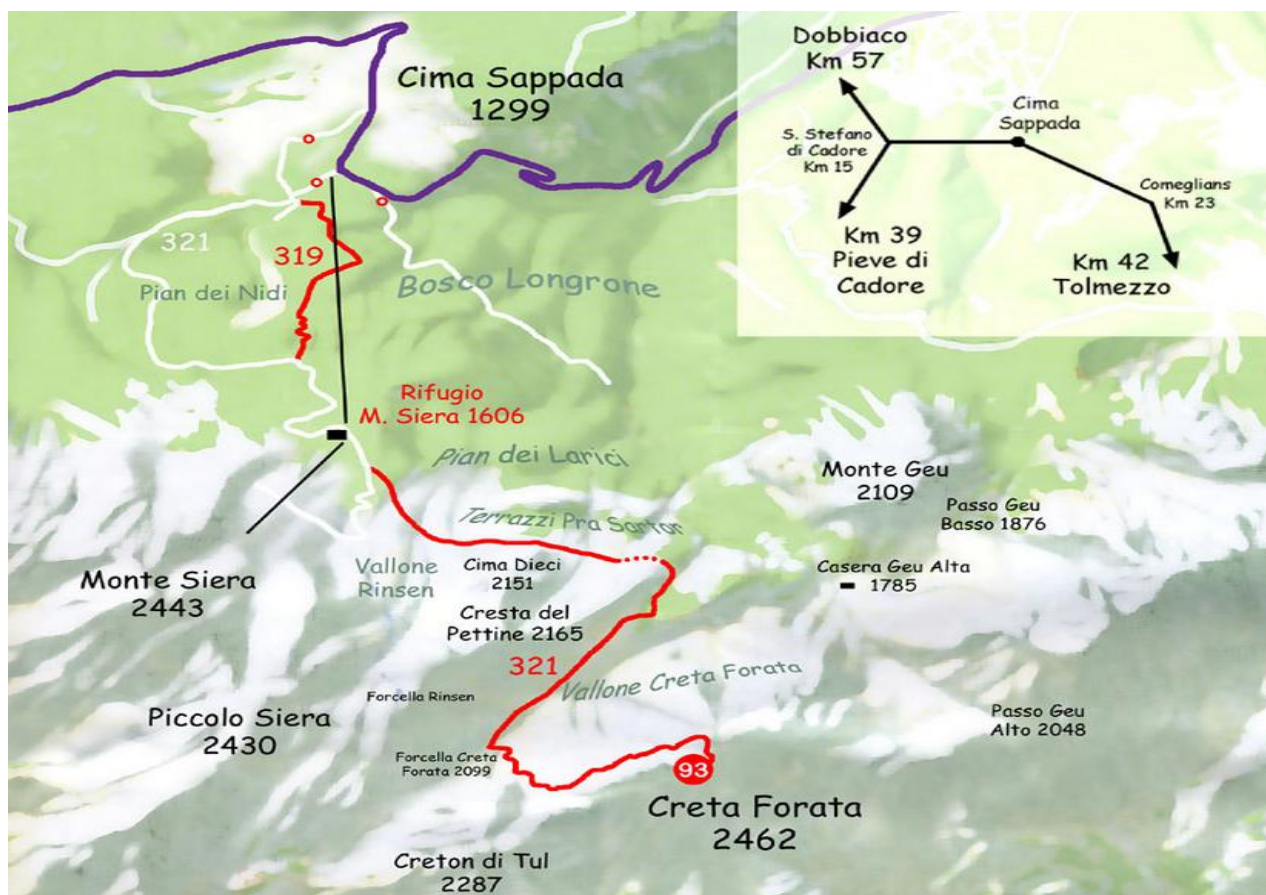 Cima Sappada
1299
Dobbiaco
Km 57
Cima
Sappada
S. Stefano
di Cadore
Km 15
Comeglians
Km 23
Km 39
Pieve di
Cadore
Km 42
Tolmezzo
321
319
Pian dei Nidi
Bosco Longrone
Rifugio
M. Siera 1606
Pian dei Larici
Monte Geu
2109
Passo Geu
Basso 1876
Terrazzi Pra Sartor
Vallone
Rinsen
Cima Dieci
2151
Casera Geu Alta
1785
Monte Siera
2443
Cresta del
Pettine 2165
321
Vallone Creta Forata
Forcella Rinsen
Piccolo Siera
2430
Passo Geu
Alto 2048
Forcella Creta
Forata 2099
93
Creta Forata
2462
Creton di Tul
2287